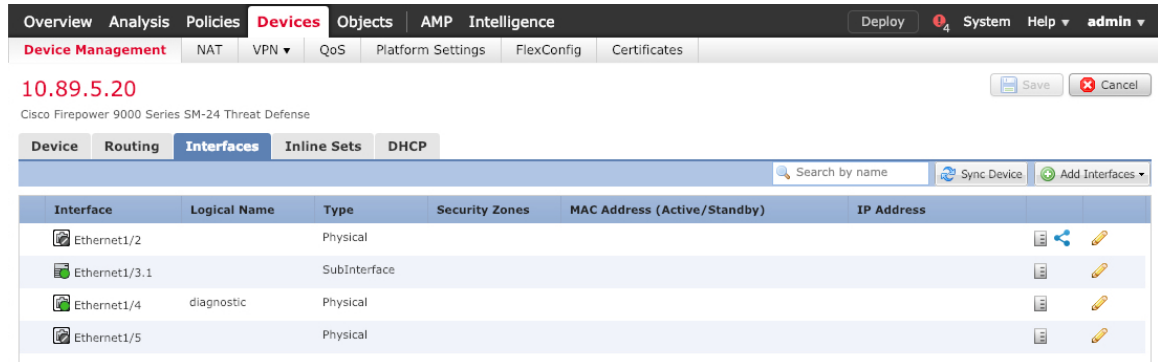 Overview Analysis Policies Devices Objects AMP Intelligence Deploy 4 System Help admin
Device Management NAT VPN QoS Platform Settings FlexConfig Certificates
10.89.5.20 Save Cancel
Cisco Firepower 9000 Series SM-24 Threat Defense
Device Routing Interfaces Inline Sets DHCP
Search by name Sync Device Add Interfaces
Interface Logical Name Type Security Zones MAC Address (Active/Standby) IP Address
Ethernet1/2 Physical
Ethernet1/3.1 SubInterface
Ethernet1/4 diagnostic Physical
Ethernet1/5 Physical